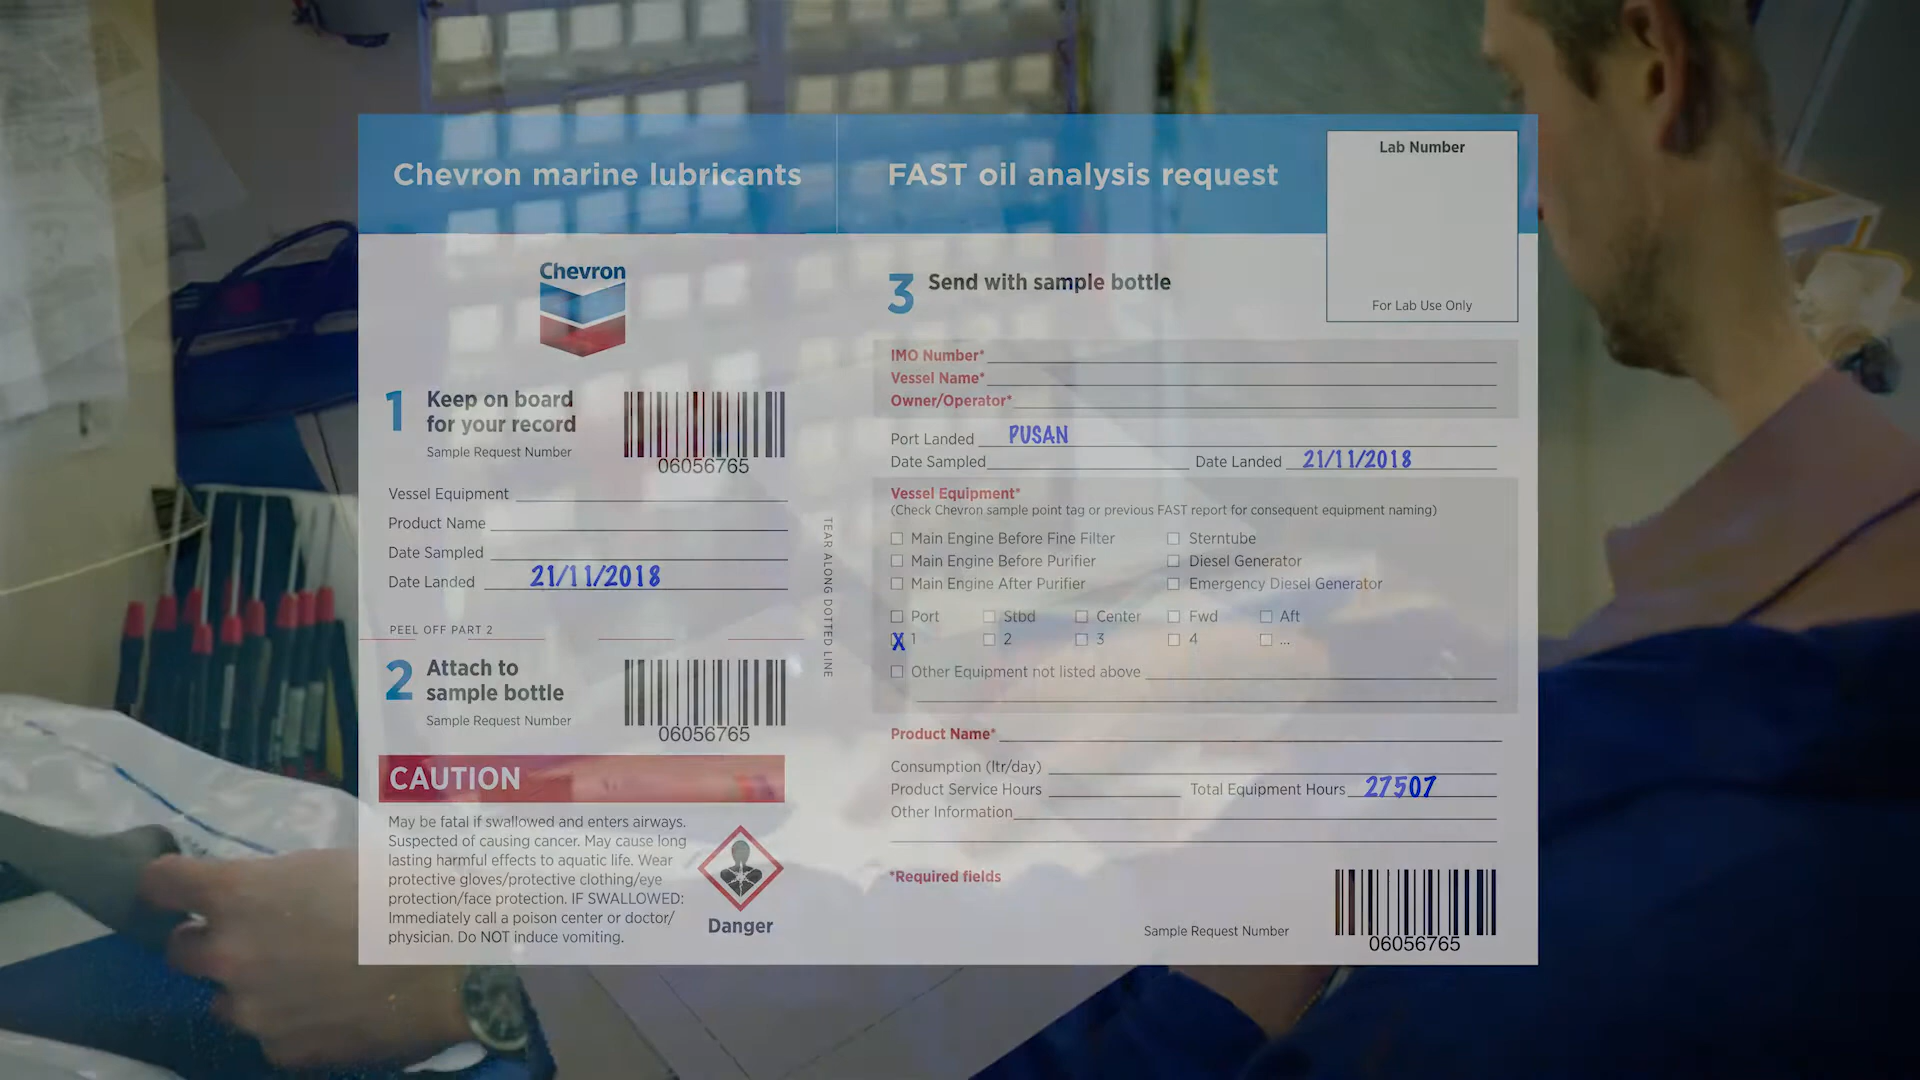 Chevron marine lubricants
Chevron
1 Keep on board
for your record
Sample Request Number
06056765
Vessel Equipment
Product Name
Date Sampled
Date Landed 21/11/2018
PEEL OFF PART 2
2 Attach to
sample bottle
Sample Request Number
06056765
CAUTION
May be fatal if swallowed and enters airways.
Suspected of causing cancer. May cause long
lasting harmful effects to aquatic life. Wear
protective gloves/protective clothing/eye
protection/face protection. IF SWALLOWED:
Immediately call a poison center or doctor/
physician. Do NOT induce vomiting.
Danger
TEAR ALONG DOTTED LINE
FAST oil analysis request
Lab Number
For Lab Use Only
3 Send with sample bottle
IMO Number*
Vessel Name*
Owner/Operator*
Port Landed PUSAN
Date Sampled Date Landed 21/11/2018
Vessel Equipment*
(Check Chevron sample point tag or previous FAST report for consequent equipment naming)
Main Engine Before Fine Filter Sterntube
Main Engine Before Purifier Diesel Generator
Main Engine After Purifier Emergency Diesel Generator
Port Stbd Center Fwd Aft
X 1 2 3 4 ...
Other Equipment not listed above
Product Name*
Consumption (ltr/day)
Product Service Hours Total Equipment Hours 27507
Other Information
*Required fields
Sample Request Number
06056765